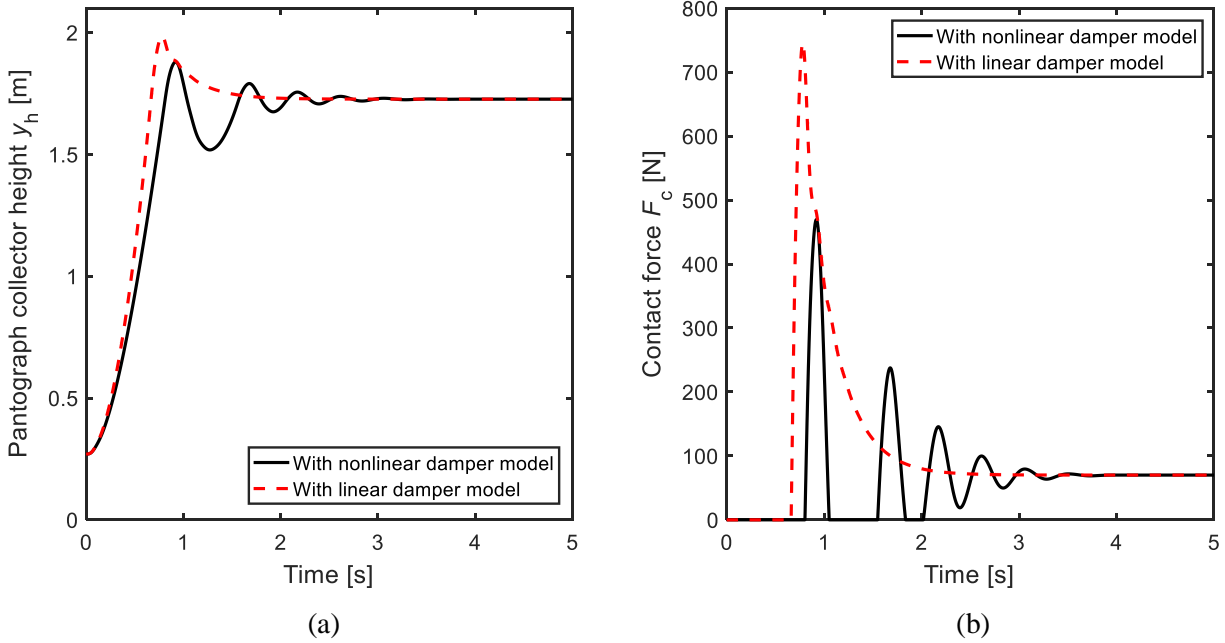 Pantograph collector height y_h [m]
2
1.5
1
0.5
0
With nonlinear damper model
With linear damper model
0 1 2 3 4 5
Time [s]
(a)
Contact force F_c [N]
800
700
600
500
400
300
200
100
0
With nonlinear damper model
With linear damper model
0 1 2 3 4 5
Time [s]
(b)